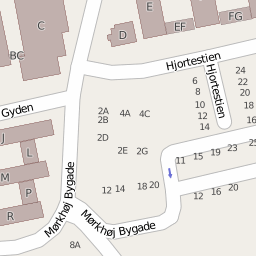 E
FG
C
EF
D
BC
Hjortestien
Hjortestien
24
6
22
8
20
Gyden
10
18
2A
4A
4C
12
16
2B
14
J
2D
L
2E
2G
23
25
19
15
11
M
P
12
14
18
20
20
16
12
R
Mørkhøj Bygade
Mørkhøj Bygade
8A